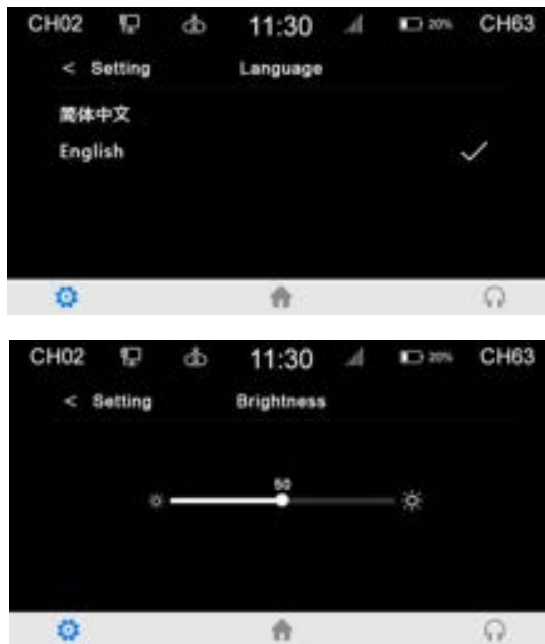 CH02 11:30 20% CH63
< Setting Language
简体中文
English
CH02 11:30 20% CH63
< Setting Brightness
50